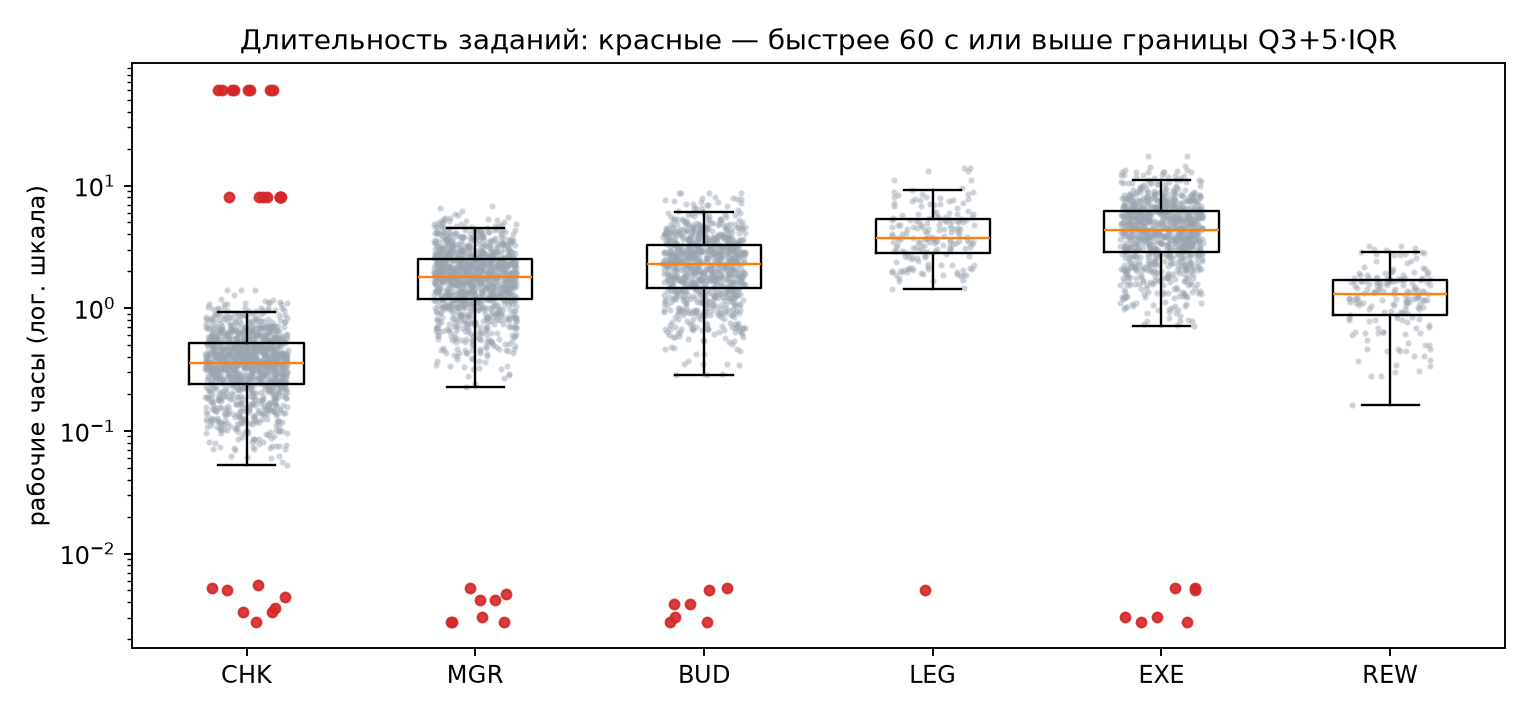 Длительность заданий: красные — быстрее 60 с или выше границы Q3+5·IQR
рабочие часы (лог. шкала)
10¹
10⁰
10⁻¹
10⁻²
CHK MGR BUD LEG EXE REW